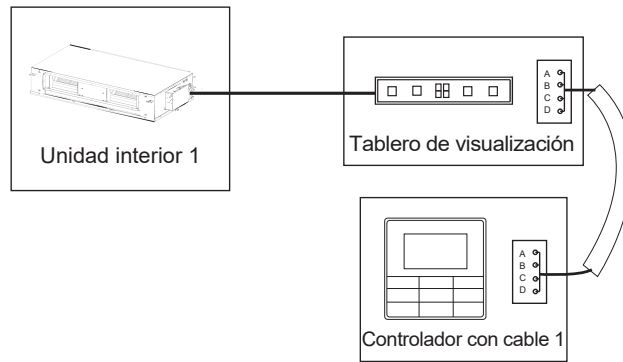 Unidad interior 1
A
B
C
D
Tablero de visualización
A
B
C
D
Controlador con cable 1